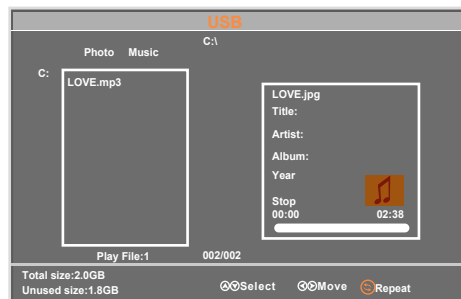 USB
C:\
Photo Music
C:
LOVE.mp3
LOVE.jpg
Title:
Artist:
Album:
Year
Stop
00:00 02:38
Play File:1 002/002
Total size:2.0GB
Unused size:1.8GB
Select Move Repeat